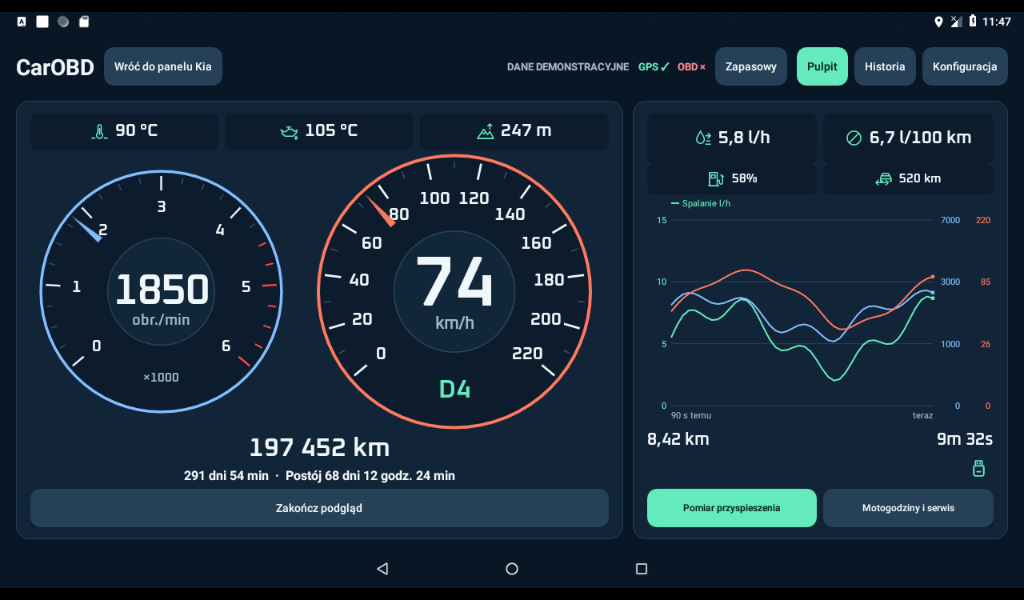 11:47
CarOBD
Wróć do panelu Kia
DANE DEMONSTRACYJNE GPS ✓ OBD ×
Zapasowy
Pulpit
Historia
Konfiguracja
90 °C
105 °C
247 m
0
1
2
3
4
5
6
1850
obr./min
×1000
0
20
40
60
80
100
120
140
160
180
200
220
74
km/h
D4
197 452 km
291 dni 54 min · Postój 68 dni 12 godz. 24 min
Zakończ podgląd
5,8 l/h
6,7 l/100 km
58%
520 km
Spalanie l/h
15 7000 220
10 3000 85
5 1000 26
0 0 0
90 s temu teraz
8,42 km 9m 32s
Pomiar przyspieszenia
Motogodziny i serwis